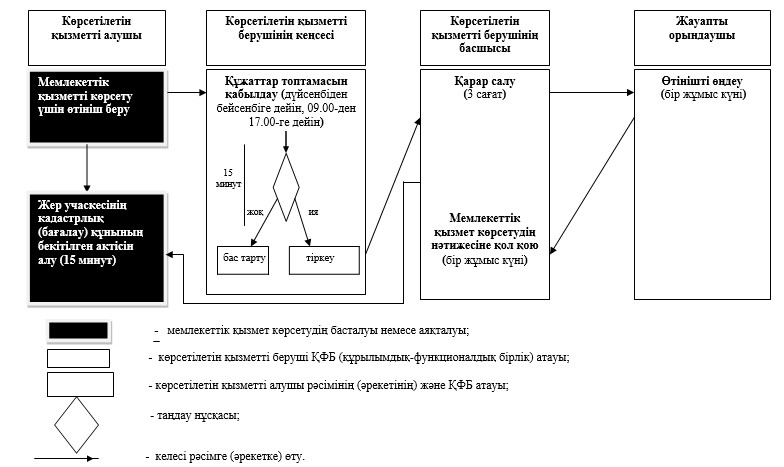 Көрсетілетін
қызметті алушы
Көрсетілетін қызметті
берушінің кеңсесі
Көрсетілетін
қызметті берушінің
басшысы
Жауапты
орындаушы
Мемлекеттік
қызметті көрсету
үшін өтініш беру
Құжаттар топтамасын
қабылдау (дүйсенбіден
бейсенбіге дейін, 09.00-ден
17.00-ге дейін)
15
минут
жоқ
ия
бас тарту
тіркеу
Қарар салу
(3 сағат)
Мемлекеттік
қызмет көрсетудің
нәтижесіне қол қою
(бір жұмыс күні)
Өтінішті өңдеу
(бір жұмыс күні)
Жер учаскесінің
кадастрлық
(бағалау) құнының
бекітілген актісін
алу (15 минут)
- мемлекеттік қызмет көрсетудің басталуы немесе аяқталуы;
- көрсетілетін қызметті беруші ҚФБ (құрылымдық-функционалдық бірлік) атауы;
- көрсетілетін қызметті алушы рәсімінің (әрекетінің) және ҚФБ атауы;
- таңдау нұсқасы;
- келесі рәсімге (әрекетке) өту.